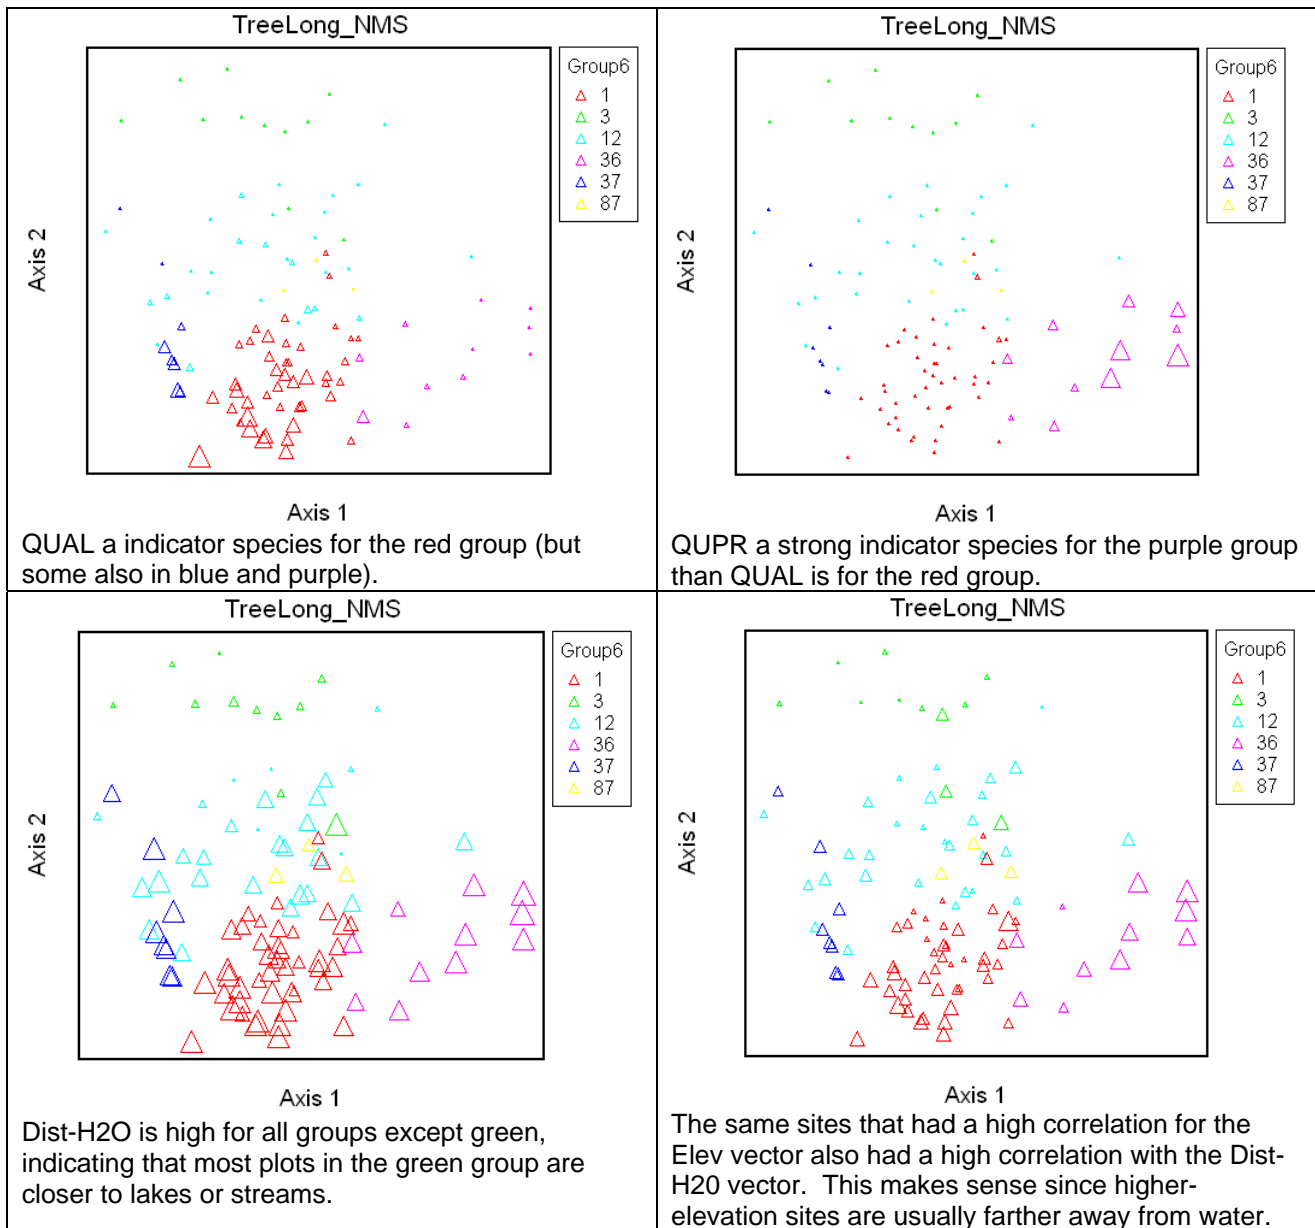 TreeLong_NMS
Group6
1
3
12
36
37
87
Axis 2
Axis 1
QUAL a indicator species for the red group (but
some also in blue and purple).
TreeLong_NMS
Group6
1
3
12
36
37
87
Axis 2
Axis 1
QUPR a strong indicator species for the purple group
than QUAL is for the red group.
TreeLong_NMS
Group6
1
3
12
36
37
87
Axis 2
Axis 1
Dist-H2O is high for all groups except green,
indicating that most plots in the green group are
closer to lakes or streams.
TreeLong_NMS
Group6
1
3
12
36
37
87
Axis 2
Axis 1
The same sites that had a high correlation for the
Elev vector also had a high correlation with the Dist-
H20 vector.  This makes sense since higher-
elevation sites are usually farther away from water.